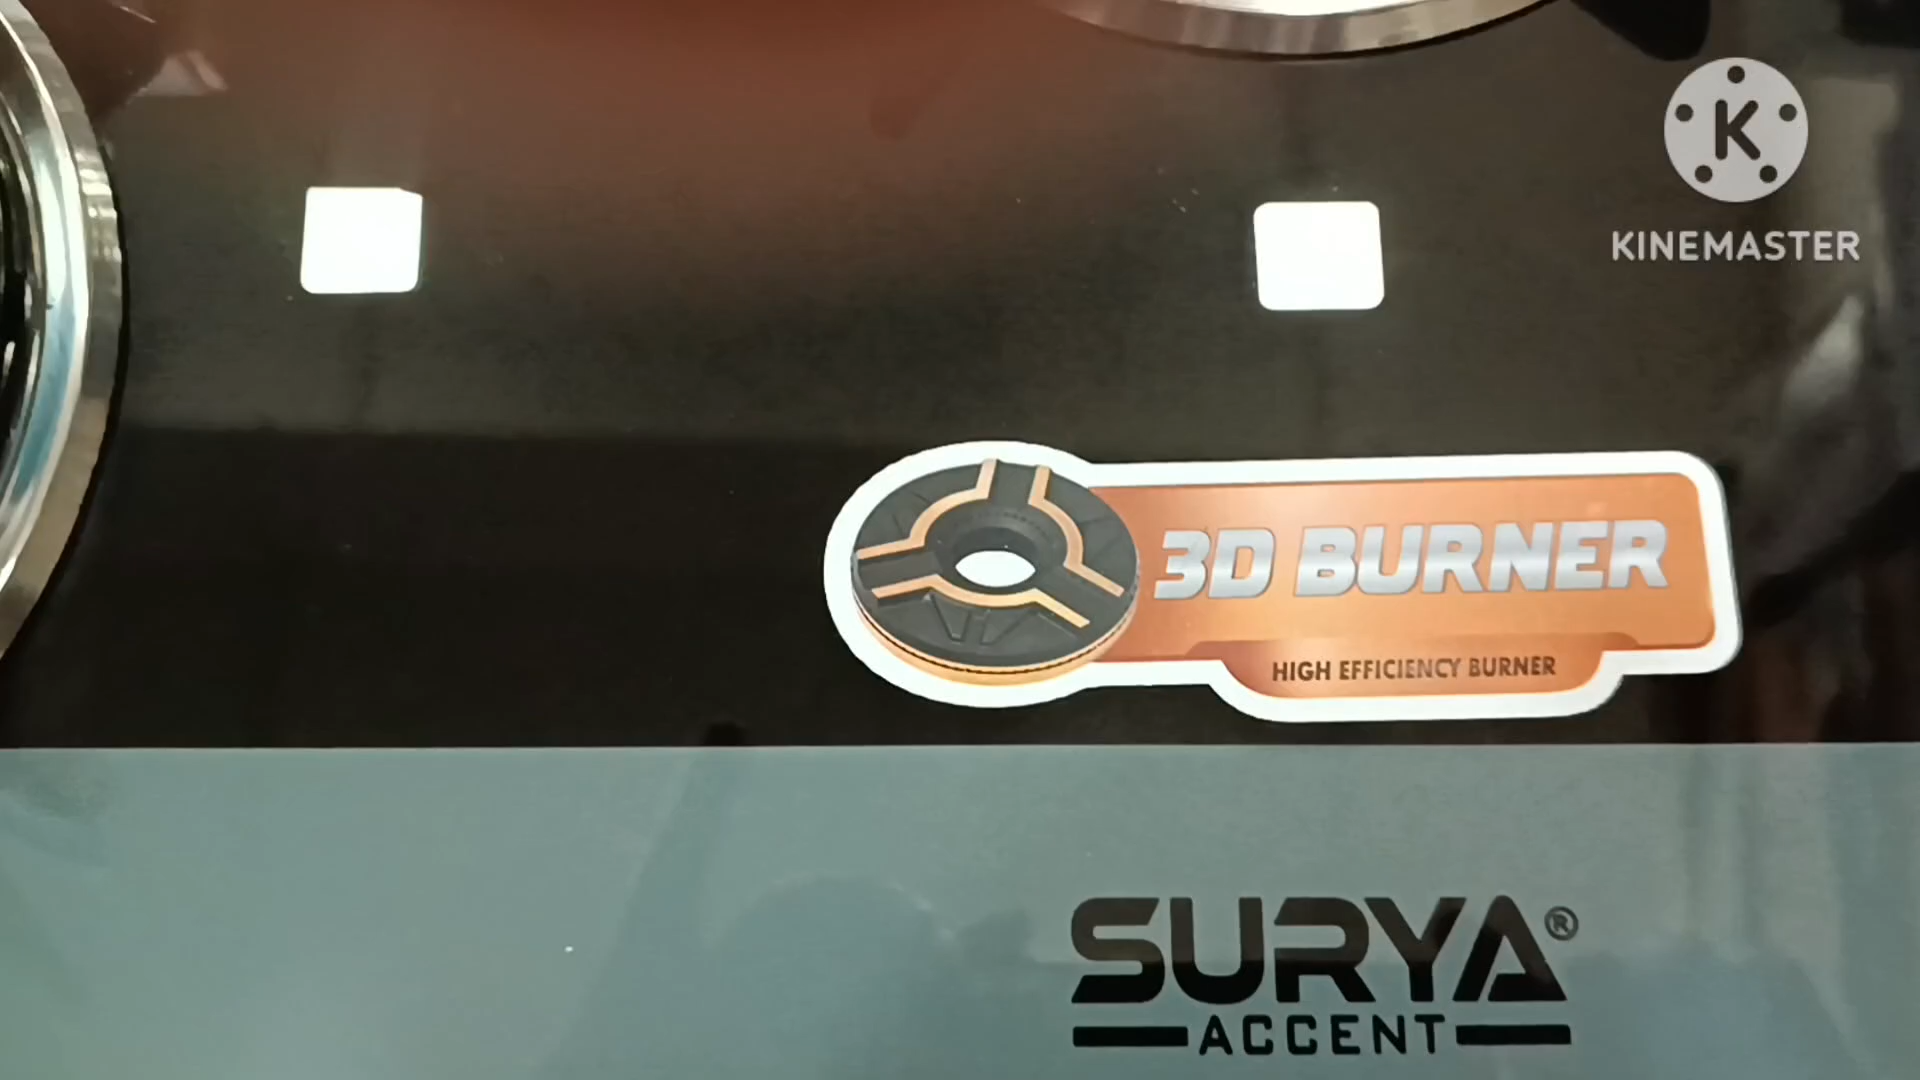 K
KINEMASTER
3D BURNER
HIGH EFFICIENCY BURNER
SURYA®
ACCENT